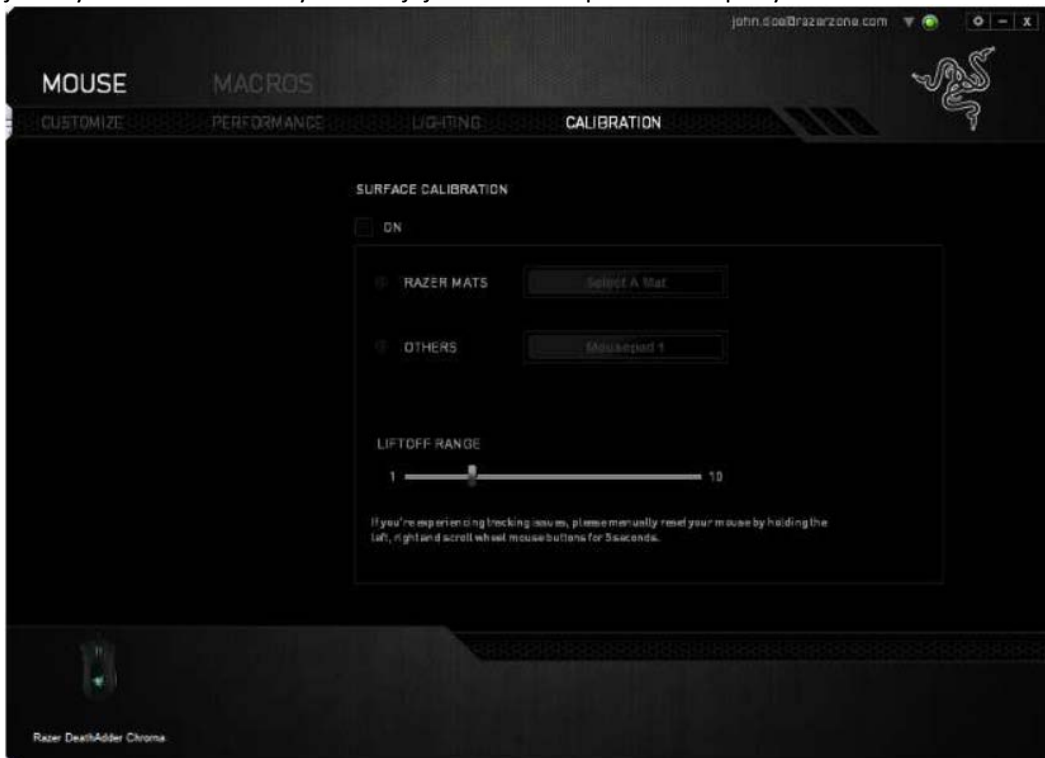 john.doe@razerzone.com
MOUSE
MACROS
CUSTOMIZE
PERFORMANCE
LIGHTING
CALIBRATION
SURFACE CALIBRATION
ON
RAZER MATS
Select A Mat
OTHERS
Mousepad 1
LIFTOFF RANGE
1
10
If you're experiencing tracking issues, please manually reset your mouse by holding the
left, right and scroll wheel mouse buttons for 5 seconds.
Razer DeathAdder Chroma